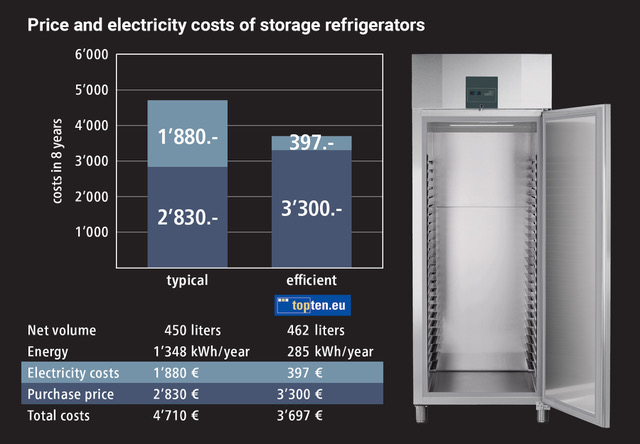 Price and electricity costs of storage refrigerators
6’000
5’000
4’000
3’000
2’000
1’000
costs in 8 years
1’880.-
2’830.-
397.-
3’300.-
typical
efficient
topten.eu
Net volume 450 liters 462 liters
Energy 1’348 kWh/year 285 kWh/year
Electricity costs 1’880 € 397 €
Purchase price 2’830 € 3’300 €
Total costs 4’710 € 3’697 €